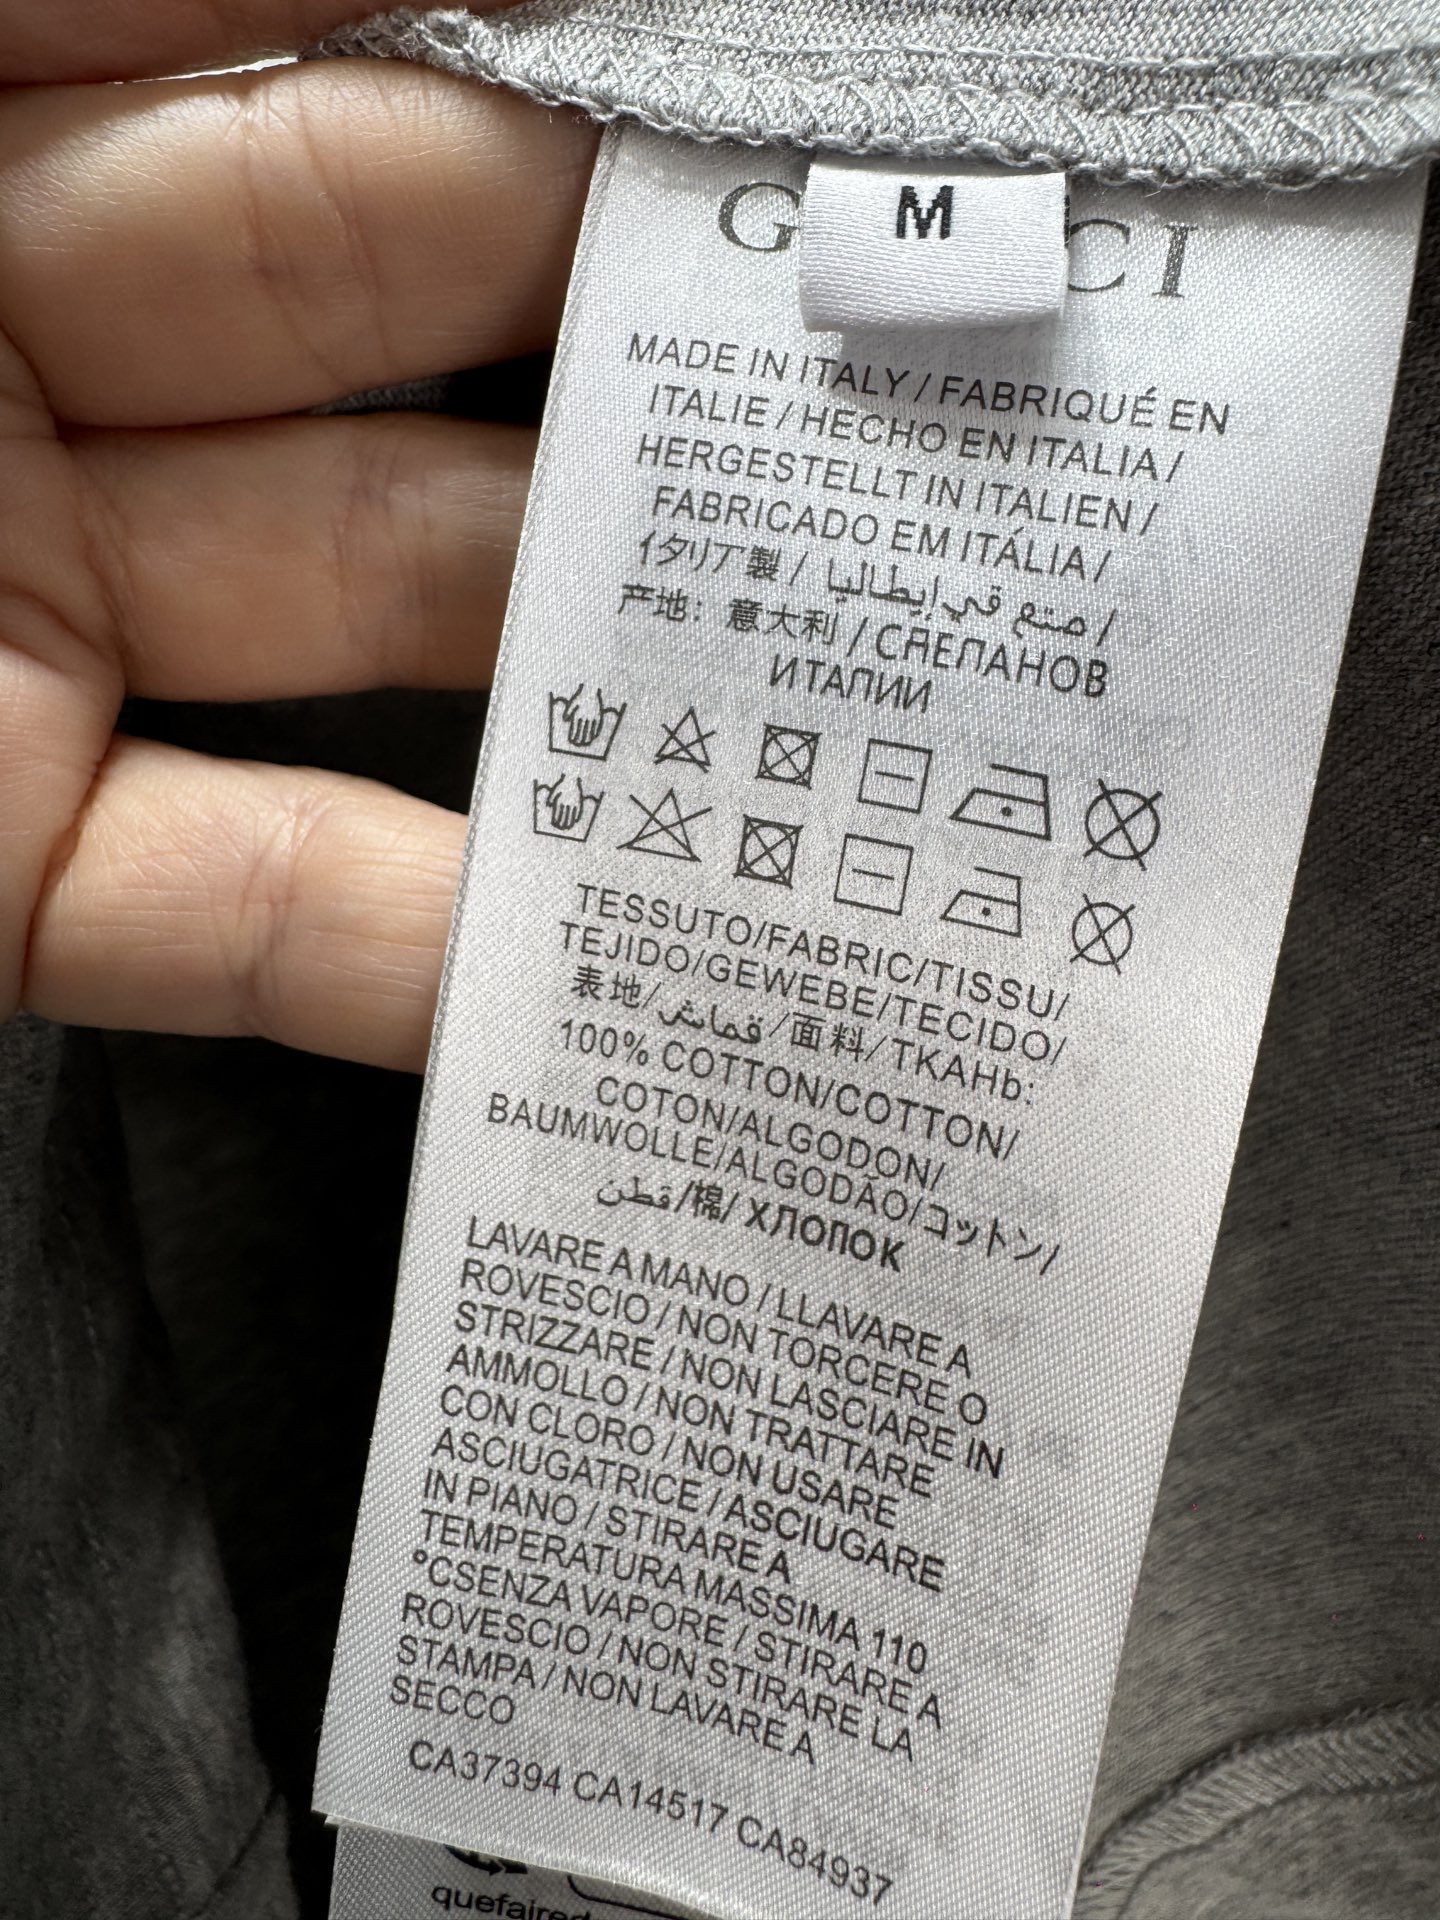 M
G CCI
MADE IN ITALY / FABRIQUÉ EN
ITALIE / HECHO EN ITALIA /
HERGESTELLT IN ITALIEN /
FABRICADO EM ITÁLIA /
イタリア製 / صنع في إيطاليا /
产地: 意大利 / СЯЕПАНОВ
ИТАПИИ
TESSUTO/FABRIC/TISSU/
TEJIDO/GEWEBE/TECIDO/
表地/قماش/面料/ТКАНЬ:
100% COTTON/COTTON/
COTON/ALGODON/
BAUMWOLLE/ALGODÃO/コットン/
قطن/棉/ ХЛОПОК
LAVARE A MANO / LLAVARE A
ROVESCIO / NON TORCERE O
STRIZZARE / NON LASCIARE IN
AMMOLLO / NON TRATTARE
CON CLORO / NON USARE
ASCIUGATRICE / ASCIUGARE
IN PIANO / STIRARE A
TEMPERATURA MASSIMA 110
°CSENZA VAPORE / STIRARE A
ROVESCIO / NON STIRARE LA
STAMPA / NON LAVARE A
SECCO
CA37394 CA14517 CA84937